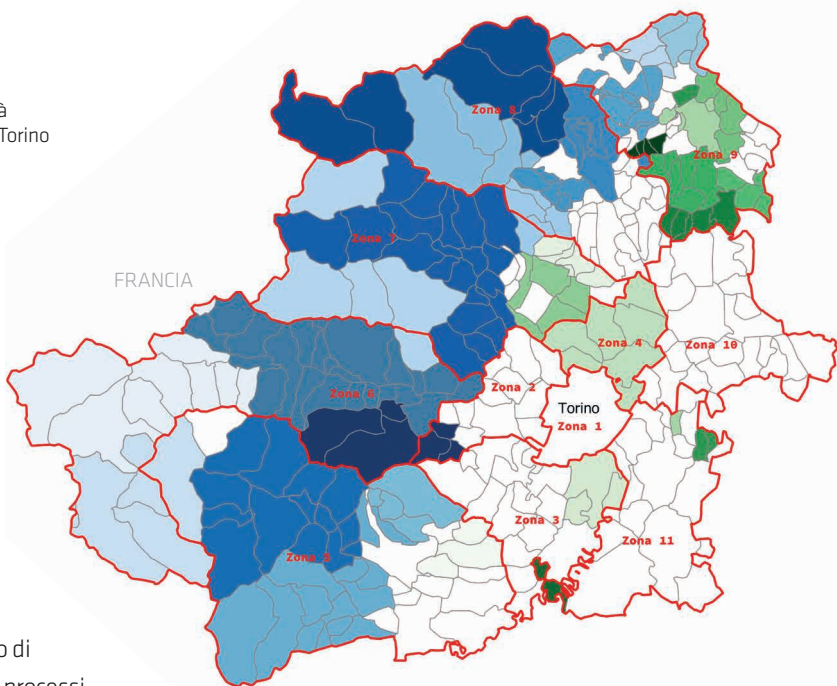 à
Torino
Zona 8
Zona 9
Zona 7
FRANCIA
Zona 4
Zona 10
Zona 6
Zona 2
Torino
Zona 1
Zona 3
Zona 11
Zona 5
o di
processi